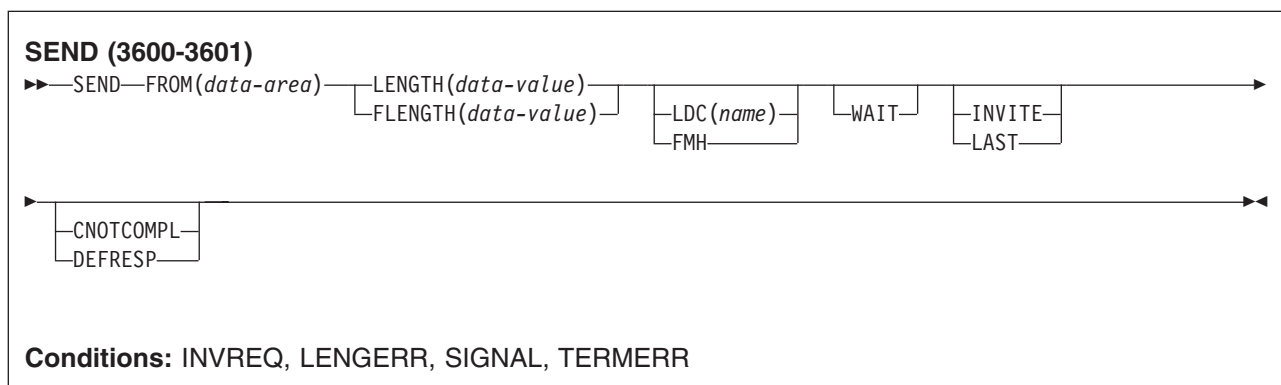 SEND (3600-3601)
SEND FROM(data-area) LENGTH(data-value) INVITE
FLENGTH(data-value) LDC(name) WAIT INVITE
FMH LAST
CNOTCOMPL
DEFRESP
Conditions: INVREQ, LENGERR, SIGNAL, TERMERR